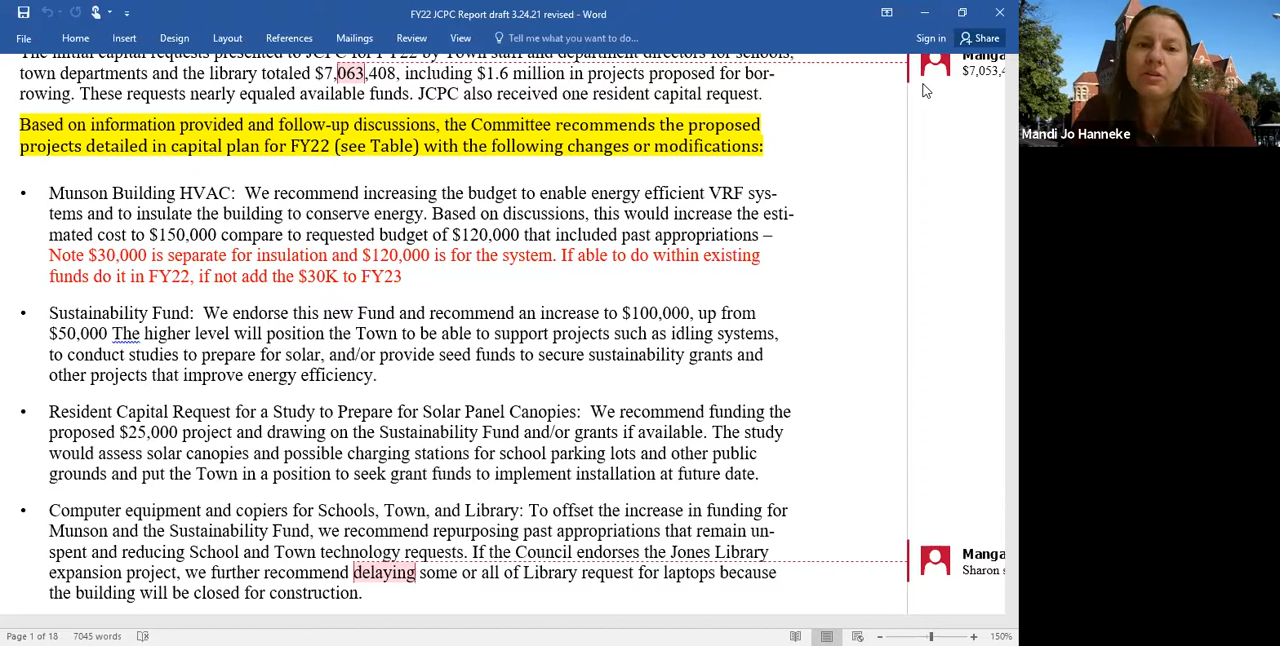 FY22 JCPC Report draft 3.24.21 revised - Word
File Home Insert Design Layout References Mailings Review View Tell me what you want to do... Sign in Share
town departments and the library totaled $7,063,408, including $1.6 million in projects proposed for bor-
rowing. These requests nearly equaled available funds. JCPC also received one resident capital request.
Based on information provided and follow-up discussions, the Committee recommends the proposed
projects detailed in capital plan for FY22 (see Table) with the following changes or modifications:
• Munson Building HVAC: We recommend increasing the budget to enable energy efficient VRF sys-
tems and to insulate the building to conserve energy. Based on discussions, this would increase the esti-
mated cost to $150,000 compare to requested budget of $120,000 that included past appropriations –
Note $30,000 is separate for insulation and $120,000 is for the system. If able to do within existing
funds do it in FY22, if not add the $30K to FY23
• Sustainability Fund: We endorse this new Fund and recommend an increase to $100,000, up from
$50,000 The higher level will position the Town to be able to support projects such as idling systems,
to conduct studies to prepare for solar, and/or provide seed funds to secure sustainability grants and
other projects that improve energy efficiency.
• Resident Capital Request for a Study to Prepare for Solar Panel Canopies: We recommend funding the
proposed $25,000 project and drawing on the Sustainability Fund and/or grants if available. The study
would assess solar canopies and possible charging stations for school parking lots and other public
grounds and put the Town in a position to seek grant funds to implement installation at future date.
• Computer equipment and copiers for Schools, Town, and Library: To offset the increase in funding for
Munson and the Sustainability Fund, we recommend repurposing past appropriations that remain un-
spent and reducing School and Town technology requests. If the Council endorses the Jones Library
expansion project, we further recommend delaying some or all of Library request for laptops because
the building will be closed for construction.
Manga
$7,053,4
Manga
Sharon s
Mandi Jo Hanneke
Page 1 of 18 7045 words 150%